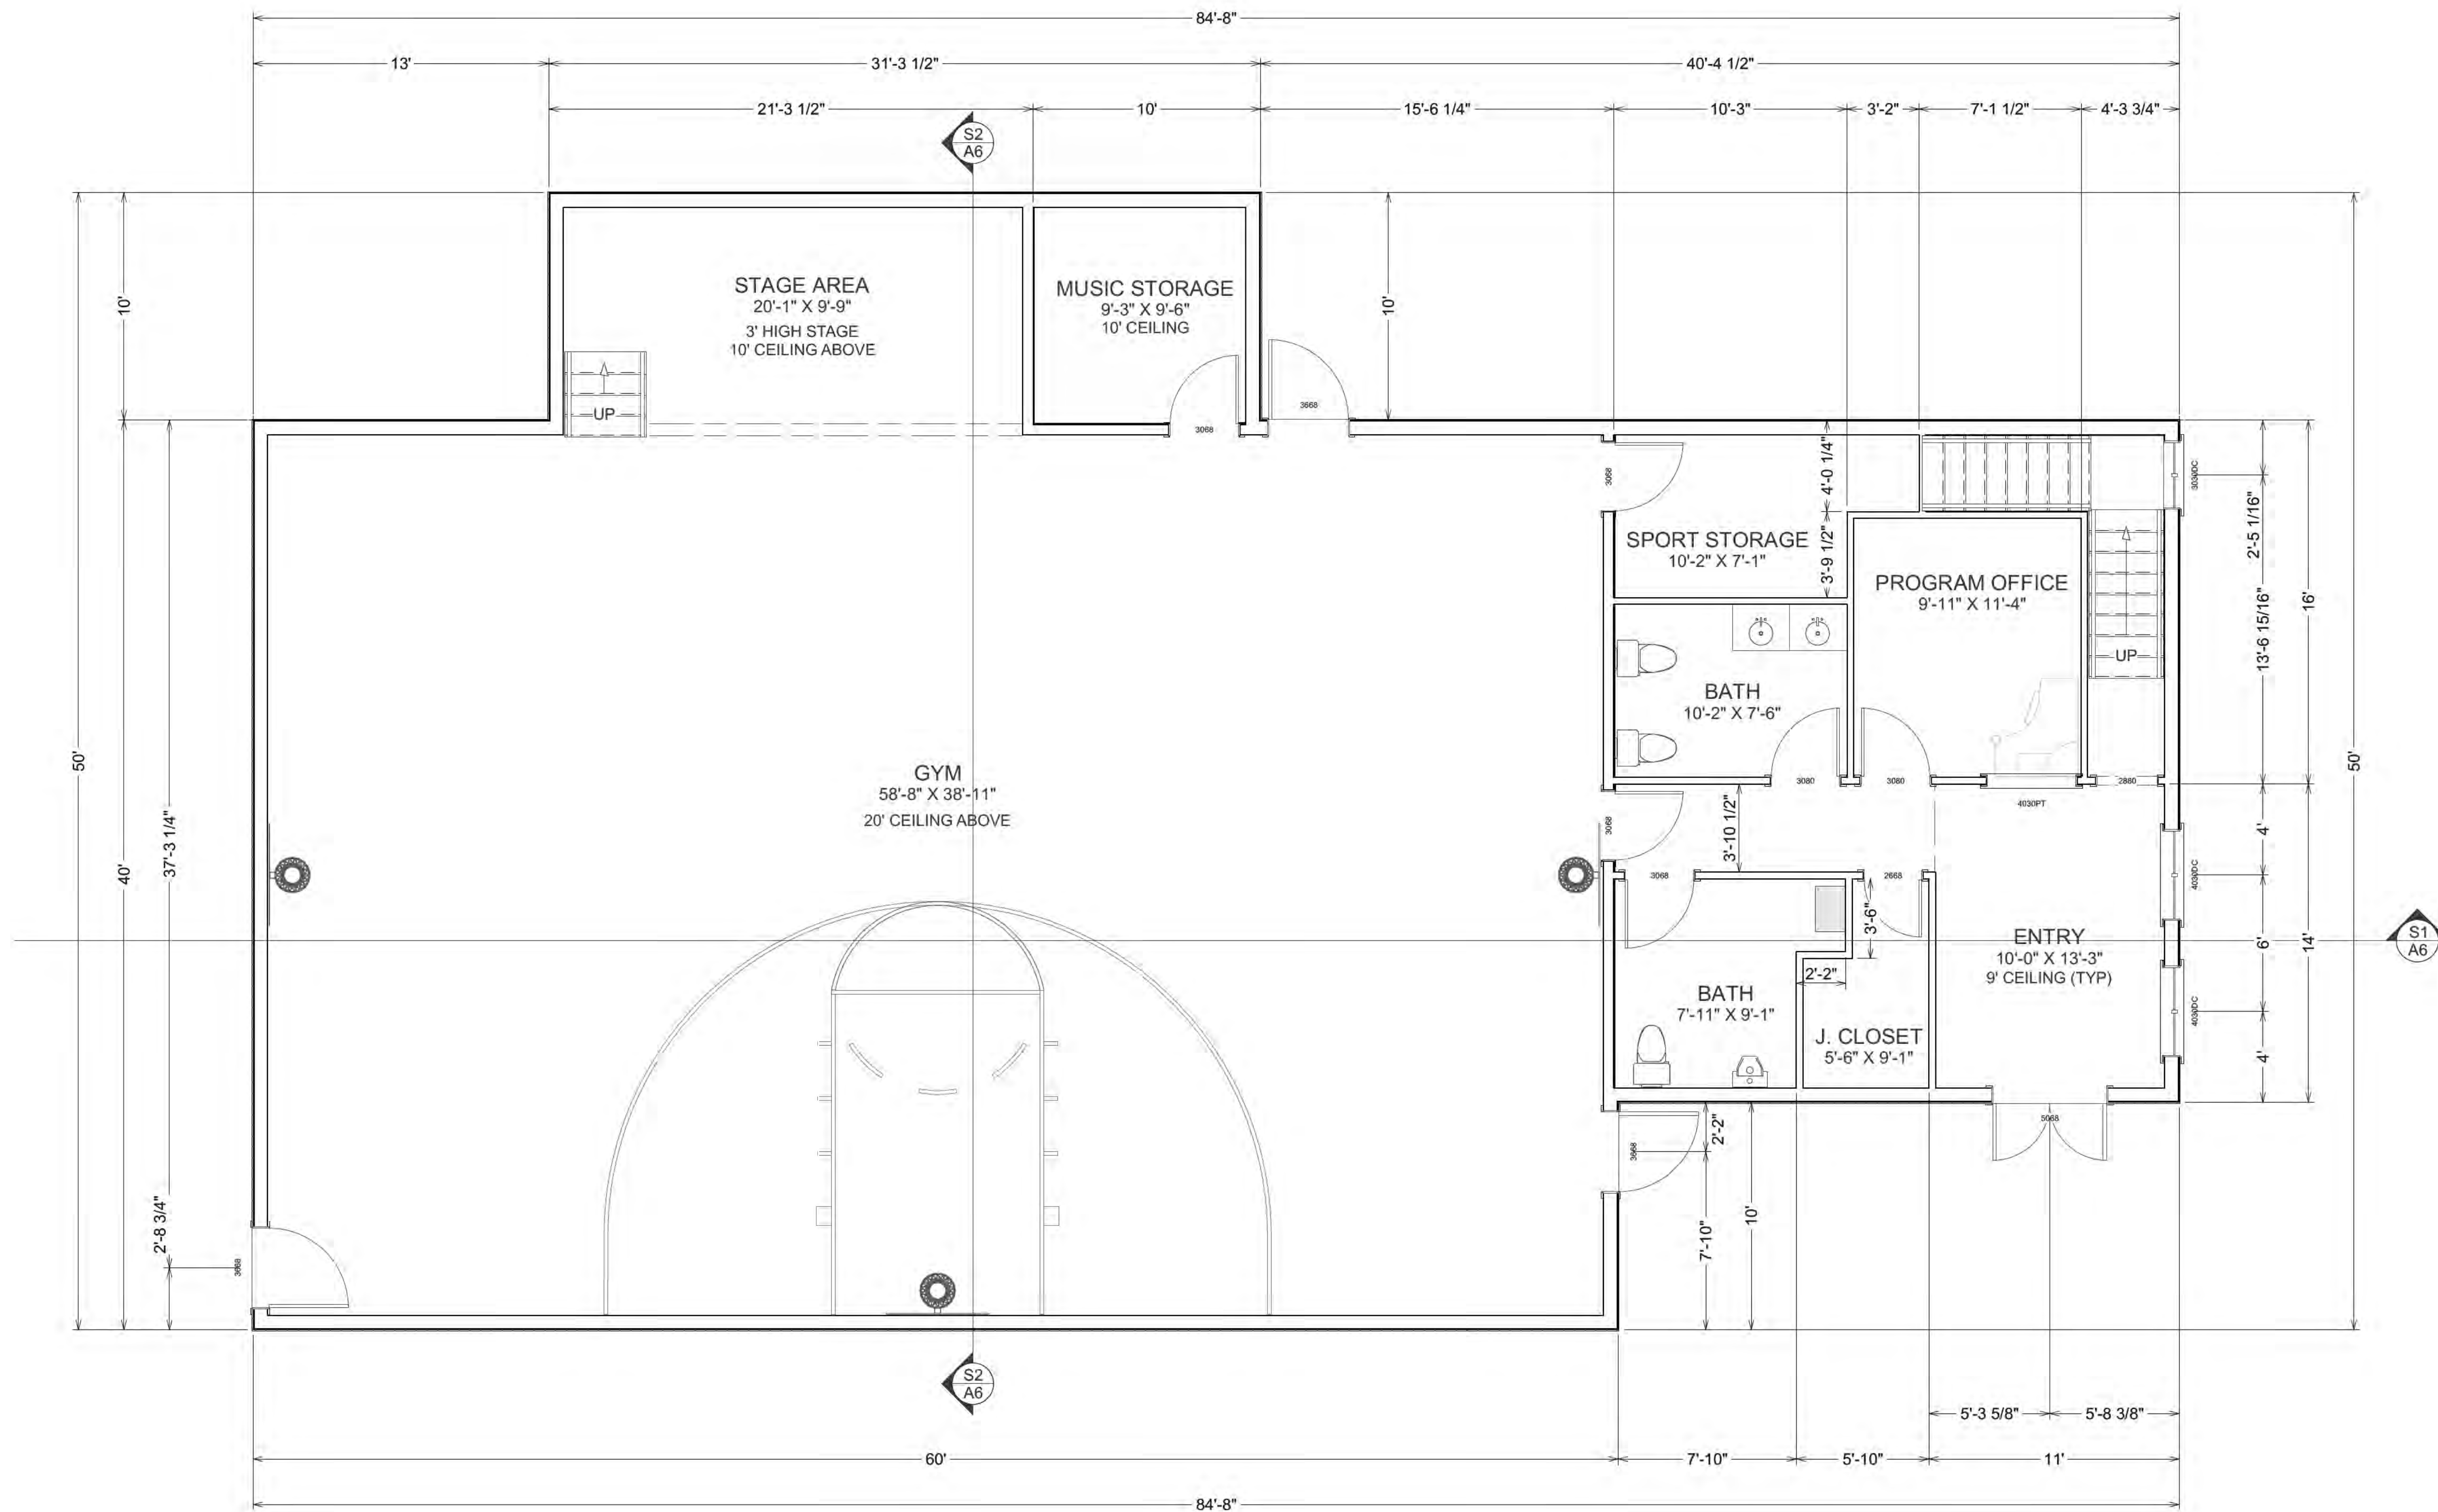 84'-8"
13'
31'-3 1/2"
40'-4 1/2"
21'-3 1/2"
10'
15'-6 1/4"
10'-3"
3'-2"
7'-1 1/2"
4'-3 3/4"
S2
A6
STAGE AREA
20'-1" X 9'-9"
3' HIGH STAGE
10' CEILING ABOVE
MUSIC STORAGE
9'-3" X 9'-6"
10' CEILING
10'
10'
UP
3068
3668
3068
4'-0 1/4"
3030DC
2'-5 1/16"
SPORT STORAGE
10'-2" X 7'-1"
3'-9 1/2"
PROGRAM OFFICE
9'-11" X 11'-4"
13'-6 15/16"
16'
UP
BATH
10'-2" X 7'-6"
50'
50'
GYM
58'-8" X 38'-11"
20' CEILING ABOVE
3080
3080
2880
4030PT
3068
3'-10 1/2"
4'
40'
37'-3 1/4"
3068
2668
4030DC
3'-6"
ENTRY
10'-0" X 13'-3"
9' CEILING (TYP)
6'
14'
S1
A6
2'-2"
BATH
7'-11" X 9'-1"
J. CLOSET
5'-6" X 9'-1"
4030DC
4'
5068
2'-2"
3668
2'-8 3/4"
7'-10"
10'
3668
S2
A6
5'-3 5/8"
5'-8 3/8"
60'
7'-10"
5'-10"
11'
84'-8"